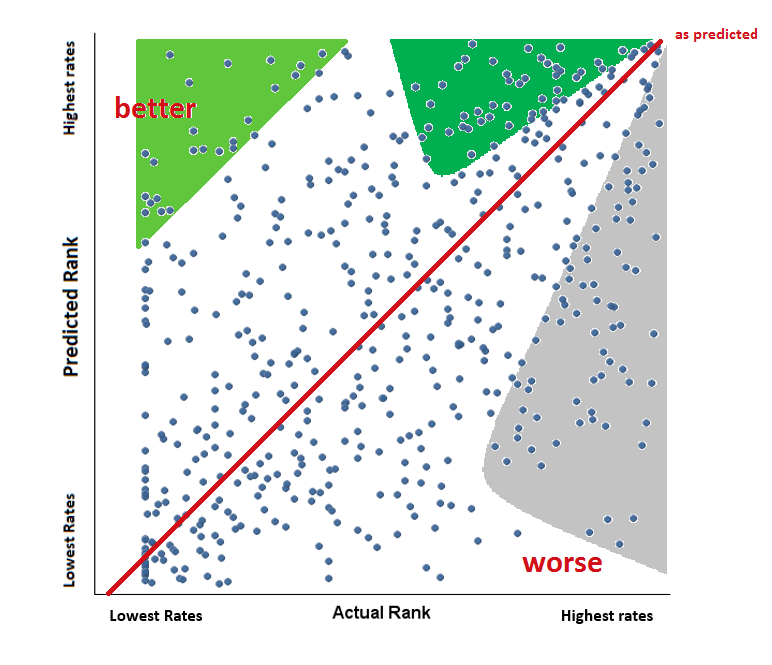 as predicted
Highest rates
better
Predicted Rank
Lowest Rates
worse
Lowest Rates
Actual Rank
Highest rates